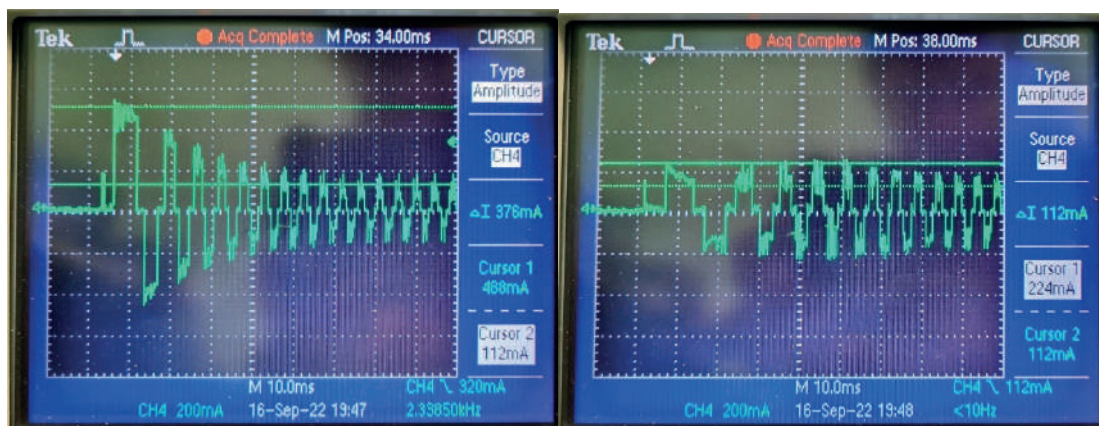 Tek Acq Complete M Pos: 34.00ms CURSOR
Type
Amplitude
Source
CH4
ΔI 376mA
Cursor 1
488mA
Cursor 2
112mA
M 10.0ms CH4 320mA
CH4 200mA 16-Sep-22 19:47 2.33850kHz
Tek Acq Complete M Pos: 38.00ms CURSOR
Type
Amplitude
Source
CH4
ΔI 112mA
Cursor 1
224mA
Cursor 2
112mA
M 10.0ms CH4 112mA
CH4 200mA 16-Sep-22 19:48 <10Hz